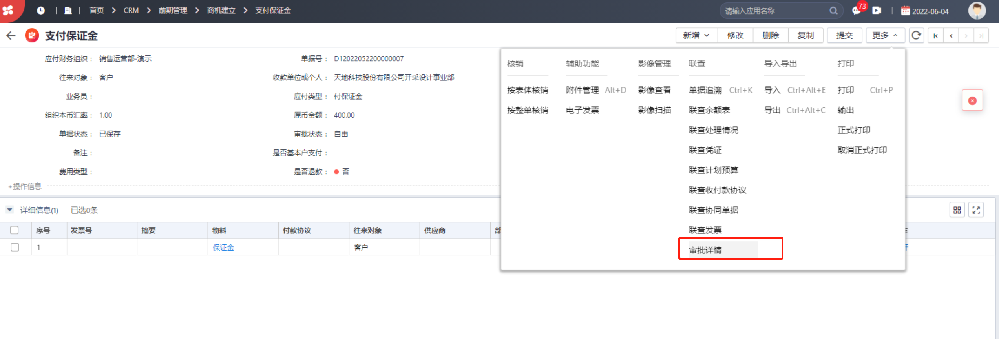 首页 CRM 前期管理 商机建立 支付保证金 请输入应用名称 73 2022-06-04
支付保证金 新增 修改 删除 复制 提交 更多
应付财务组织： 销售运营部-演示 单据号： D12022052200000007
往来对象： 客户 收款单位或个人： 天地科技股份有限公司开采设计事业部
业务员： 应付类型： 付保证金
组织本币汇率： 1.00 原币金额： 400.00
单据状态： 已保存 审批状态： 自由
备注： 是否基本户支付：
费用类型： 是否退款： 否
+操作信息
核销 辅助功能 影像管理 联查 导入导出 打印
按表体核销 附件管理 Alt+D 影像查看 单据追溯 Ctrl+K 导入 Ctrl+Alt+E 打印 Ctrl+P
按整单核销 电子发票 影像扫描 联查余额表 导出 Ctrl+Alt+C 输出
联查处理情况 正式打印
联查凭证 取消正式打印
联查计划预算
联查收付款协议
联查协同单据
联查发票
审批详情
详细信息(1) 已选0条
序号 发票号 摘要 物料 付款协议 往来对象 供应商
1 保证金 客户